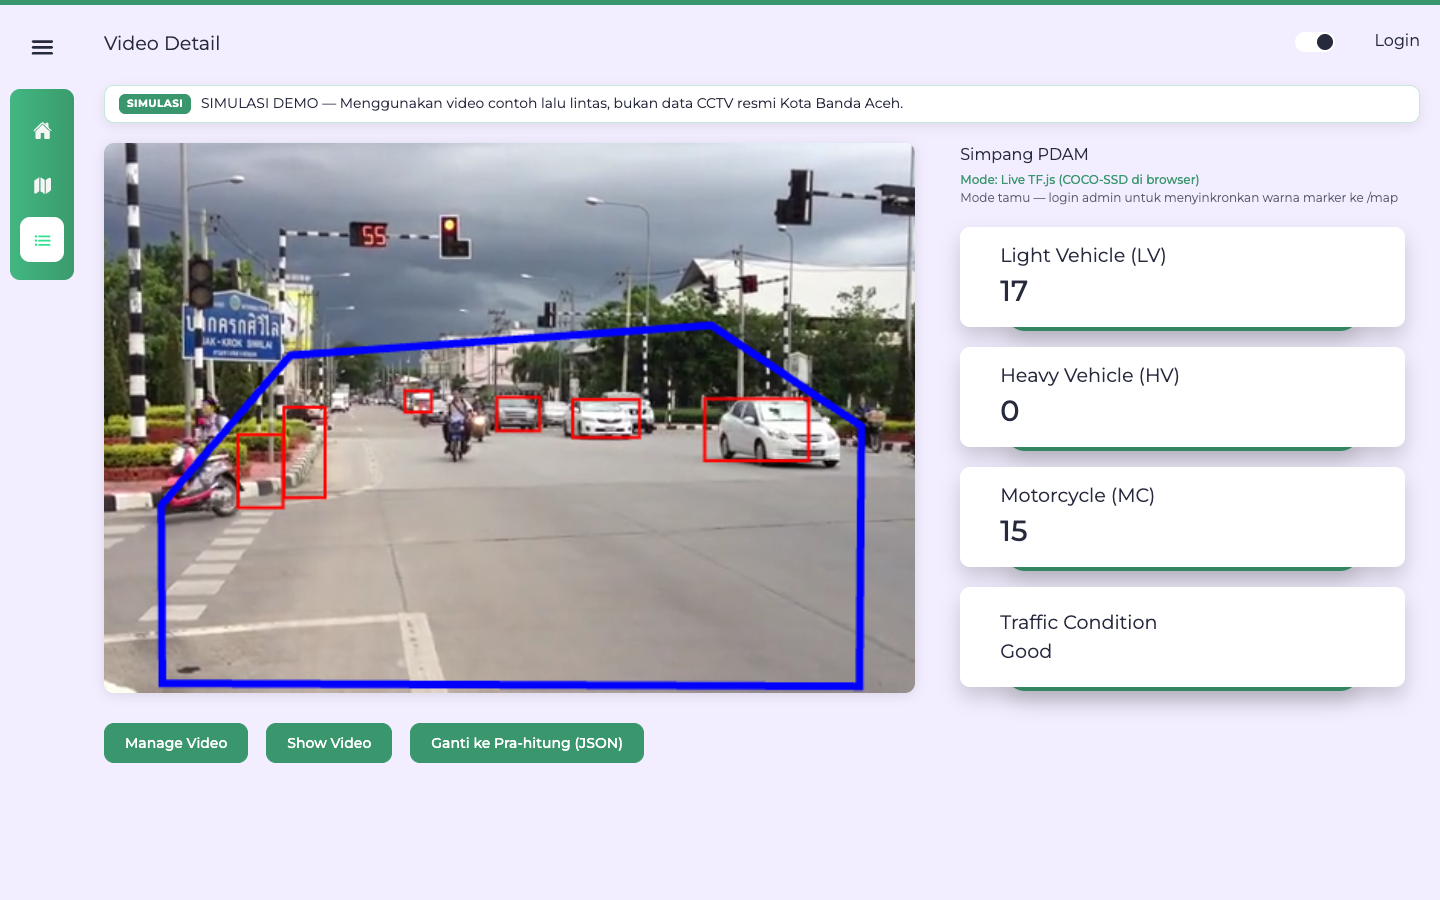 Video Detail
Login
SIMULASI SIMULASI DEMO — Menggunakan video contoh lalu lintas, bukan data CCTV resmi Kota Banda Aceh.
55
JAK-KROK SIWILAI
Simpang PDAM
Mode: Live TF.js (COCO-SSD di browser)
Mode tamu — login admin untuk menyinkronkan warna marker ke /map
Light Vehicle (LV)
17
Heavy Vehicle (HV)
0
Motorcycle (MC)
15
Traffic Condition
Good
Manage Video
Show Video
Ganti ke Pra-hitung (JSON)